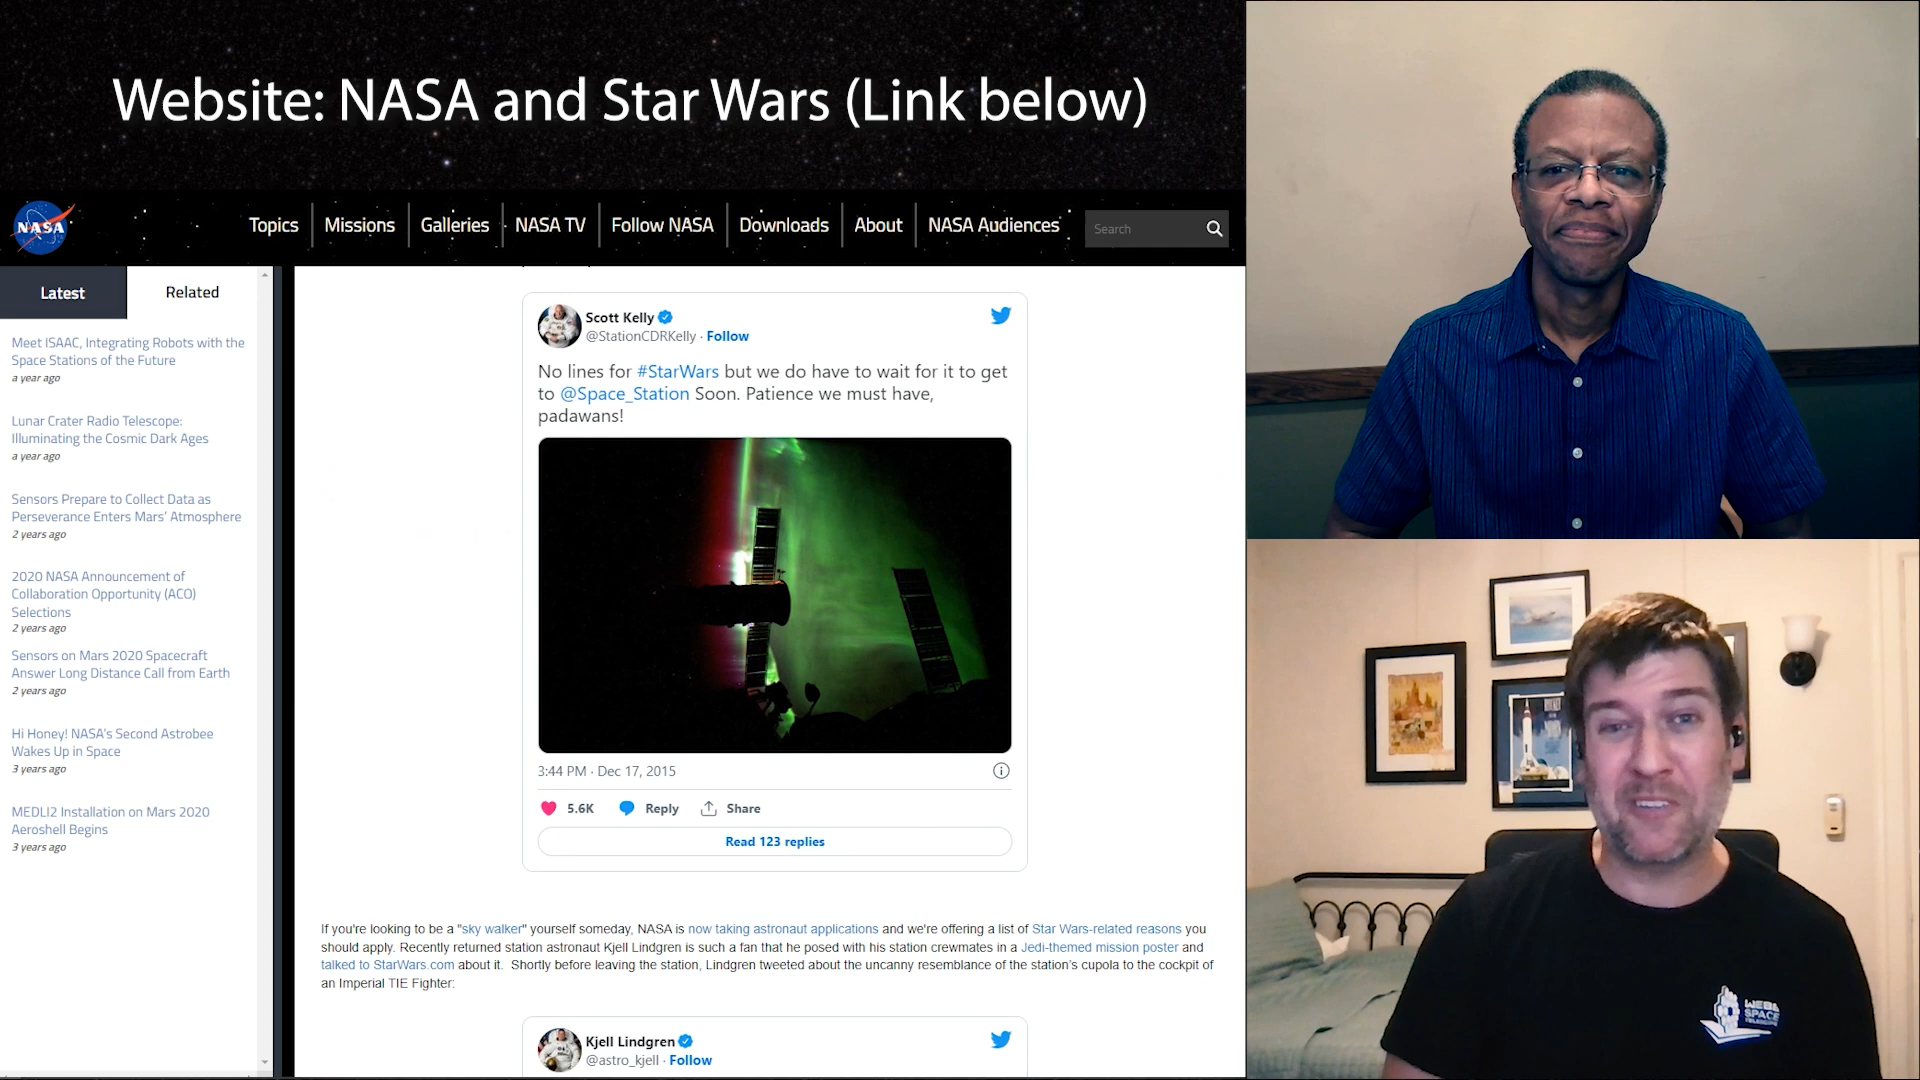 Website: NASA and Star Wars (Link below)
NASA
Topics
Missions
Galleries
NASA TV
Follow NASA
Downloads
About
NASA Audiences
Search
Latest
Related
Meet ISAAC, Integrating Robots with the
Space Stations of the Future
a year ago
Lunar Crater Radio Telescope:
Illuminating the Cosmic Dark Ages
a year ago
Sensors Prepare to Collect Data as
Perseverance Enters Mars' Atmosphere
2 years ago
2020 NASA Announcement of
Collaboration Opportunity (ACO)
Selections
2 years ago
Sensors on Mars 2020 Spacecraft
Answer Long Distance Call from Earth
2 years ago
Hi Honey! NASA's Second Astrobee
Wakes Up in Space
3 years ago
MEDLI2 Installation on Mars 2020
Aeroshell Begins
3 years ago
Scott Kelly
@StationCDRKelly · Follow
No lines for #StarWars but we do have to wait for it to get
to @Space_Station Soon. Patience we must have,
padawans!
3:44 PM · Dec 17, 2015
5.6K Reply Share
Read 123 replies
If you're looking to be a "sky walker" yourself someday, NASA is now taking astronaut applications and we're offering a list of Star Wars-related reasons you
should apply. Recently returned station astronaut Kjell Lindgren is such a fan that he posed with his station crewmates in a Jedi-themed mission poster and
talked to StarWars.com about it. Shortly before leaving the station, Lindgren tweeted about the uncanny resemblance of the station's cupola to the cockpit of
an Imperial TIE Fighter:
Kjell Lindgren
@astro_kjell · Follow
WEBB
SPACE
TELESCOPE